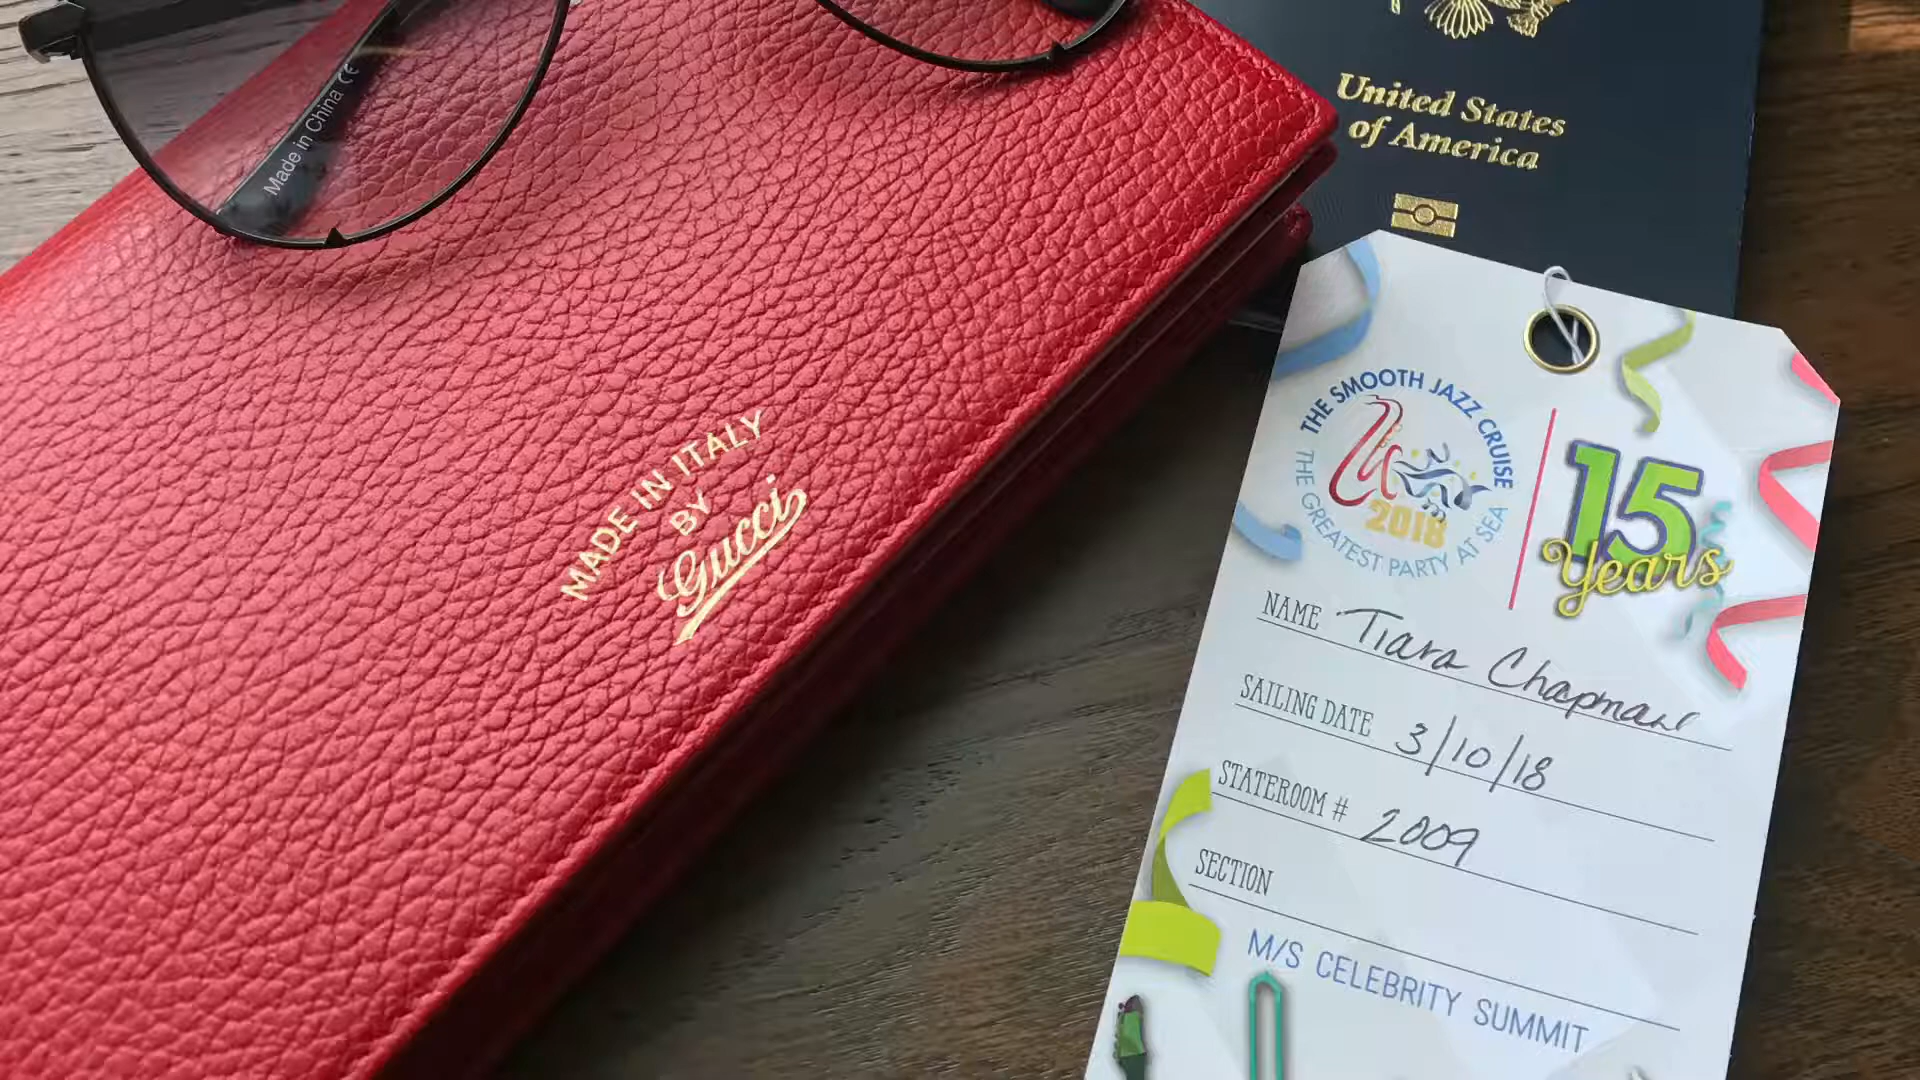 Made in China CE
MADE IN ITALY
BY
Gucci
United States
of America
THE SMOOTH JAZZ CRUISE
2018
THE GREATEST PARTY AT SEA
15
Years
NAME Tiara Chapman
SAILING DATE 3/10/18
STATEROOM # 2009
SECTION
M/S CELEBRITY SUMMIT